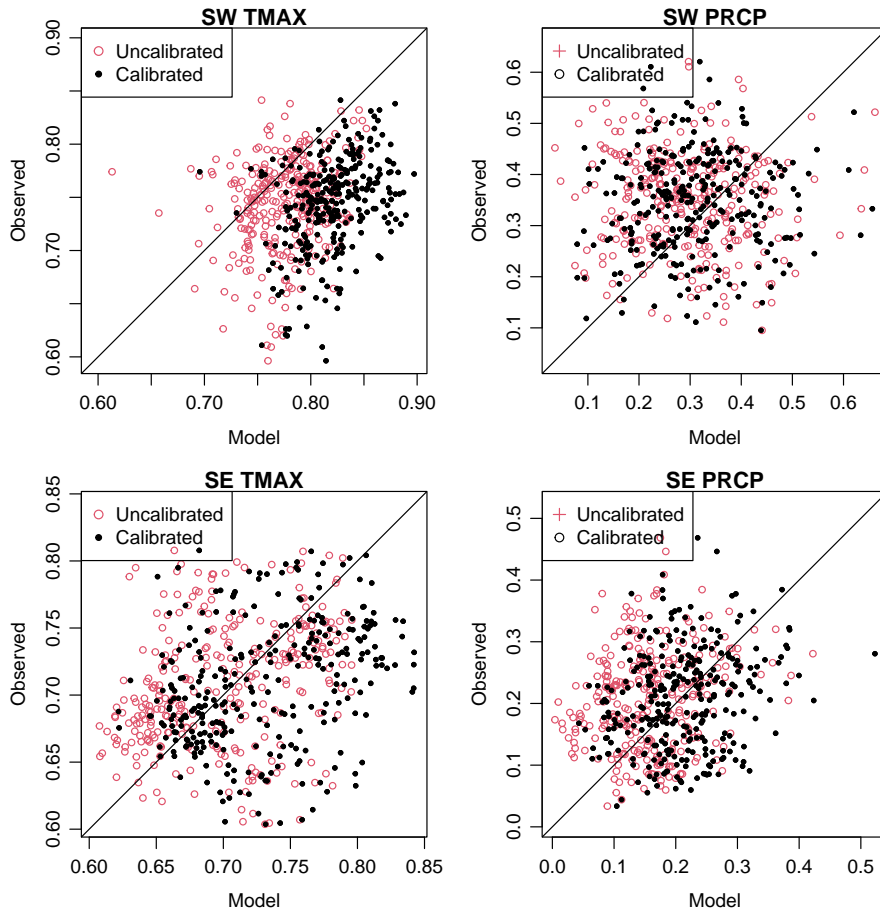 SW TMAX
Uncalibrated
Calibrated
Observed
0.60 0.70 0.80 0.90
0.60 0.70 0.80 0.90
Model
SW PRCP
Uncalibrated
Calibrated
Observed
0.1 0.2 0.3 0.4 0.5 0.6
0.1 0.2 0.3 0.4 0.5 0.6
Model
SE TMAX
Uncalibrated
Calibrated
Observed
0.60 0.65 0.70 0.75 0.80 0.85
0.60 0.65 0.70 0.75 0.80 0.85
Model
SE PRCP
Uncalibrated
Calibrated
Observed
0.0 0.1 0.2 0.3 0.4 0.5
0.0 0.1 0.2 0.3 0.4 0.5
Model